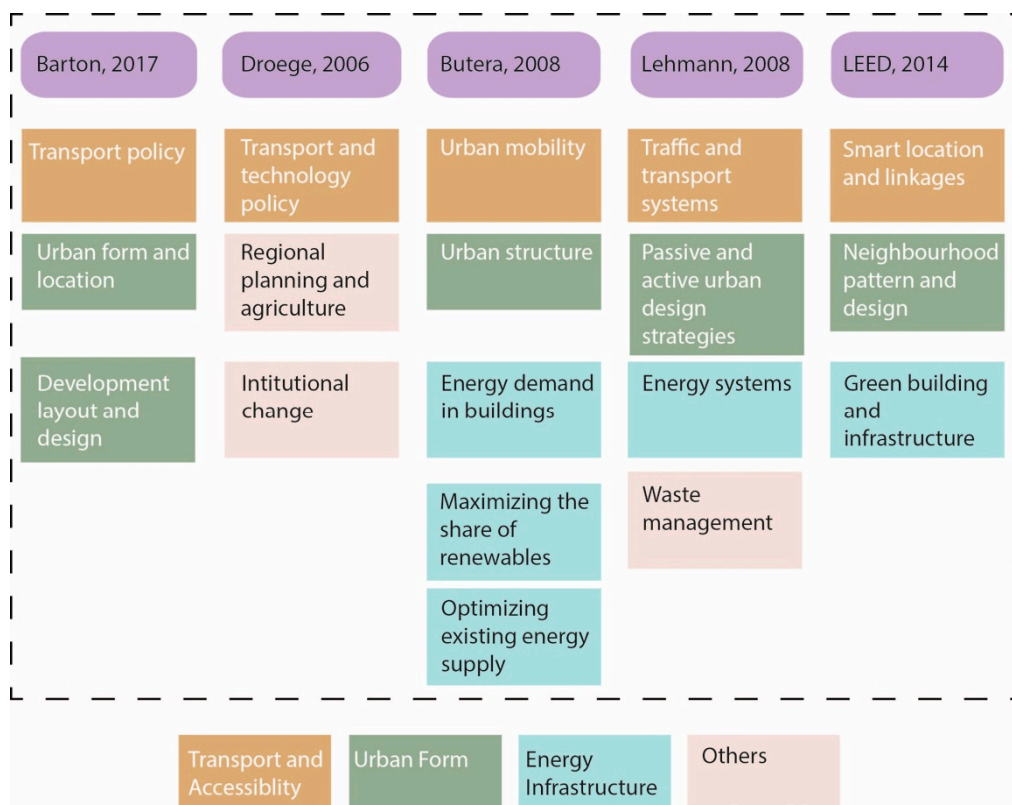 Barton, 2017
Droege, 2006
Butera, 2008
Lehmann, 2008
LEED, 2014
Transport policy
Transport and
technology
policy
Urban mobility
Traffic and
transport
systems
Smart location
and linkages
Urban form and
location
Regional
planning and
agriculture
Urban structure
Passive and
active urban
design
strategies
Neighbourhood
pattern and
design
Development
layout and
design
Intitutional
change
Energy demand
in buildings
Energy systems
Green building
and
infrastructure
Maximizing the
share of
renewables
Waste
management
Optimizing
existing energy
supply
Transport and
Accessiblity
Urban Form
Energy
Infrastructure
Others